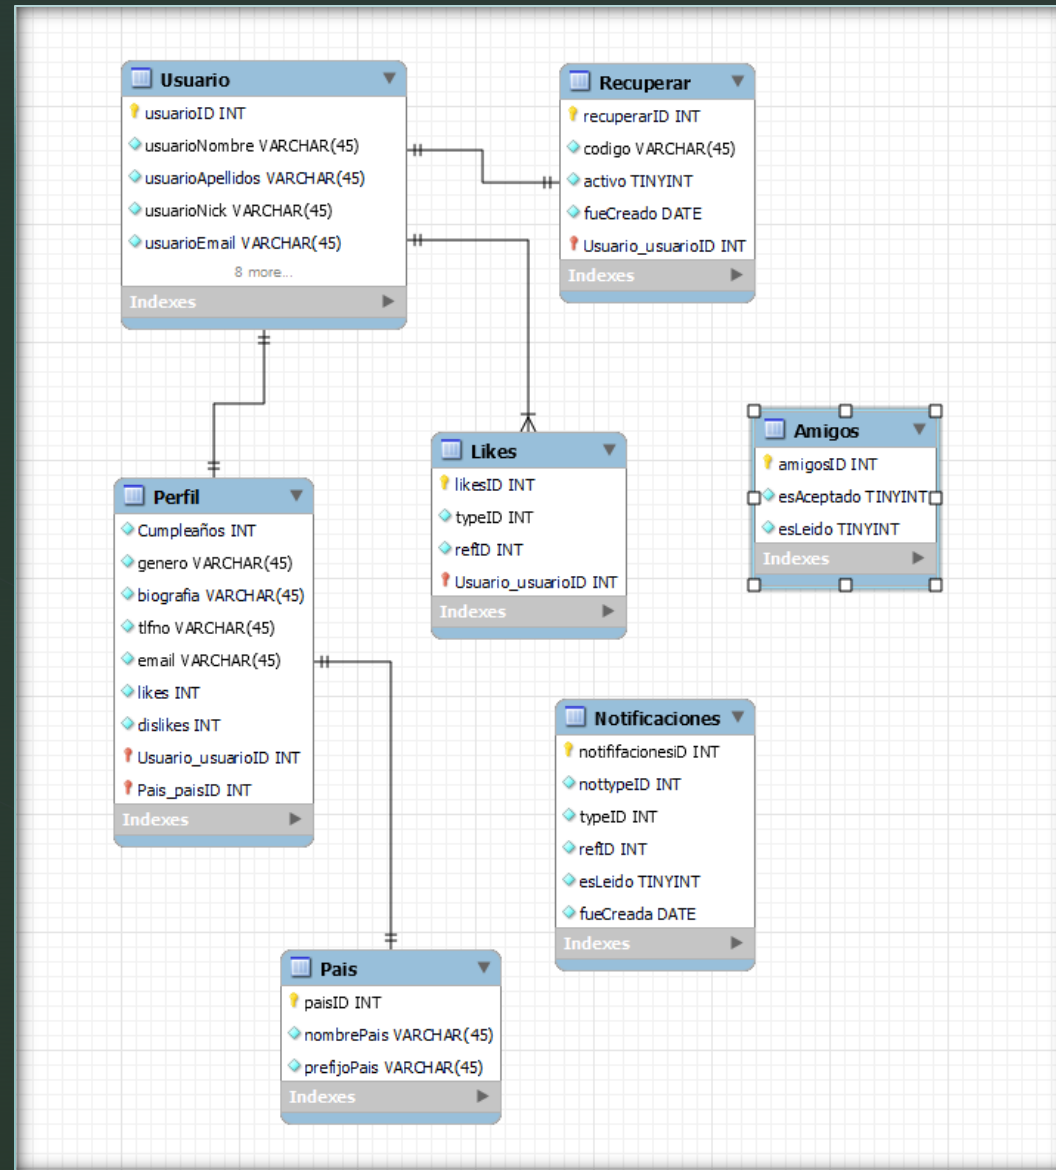 Usuario
usuarioID INT
usuarioNombre VARCHAR(45)
usuarioApellidos VARCHAR(45)
usuarioNick VARCHAR(45)
usuarioEmail VARCHAR(45)
8 more...
Indexes
Recuperar
recuperarID INT
codigo VARCHAR(45)
activo TINYINT
fueCreado DATE
Usuario_usuarioID INT
Indexes
Likes
likesID INT
typeID INT
refID INT
Usuario_usuarioID INT
Indexes
Amigos
amigosID INT
esAceptado TINYINT
esLeido TINYINT
Indexes
Perfil
Cumpleaños INT
genero VARCHAR(45)
biografia VARCHAR(45)
tlfno VARCHAR(45)
email VARCHAR(45)
likes INT
dislikes INT
Usuario_usuarioID INT
Pais_paisID INT
Indexes
Notificaciones
notififacionesiD INT
nottypeID INT
typeID INT
refID INT
esLeido TINYINT
fueCreada DATE
Indexes
Pais
paisID INT
nombrePais VARCHAR(45)
prefijoPais VARCHAR(45)
Indexes